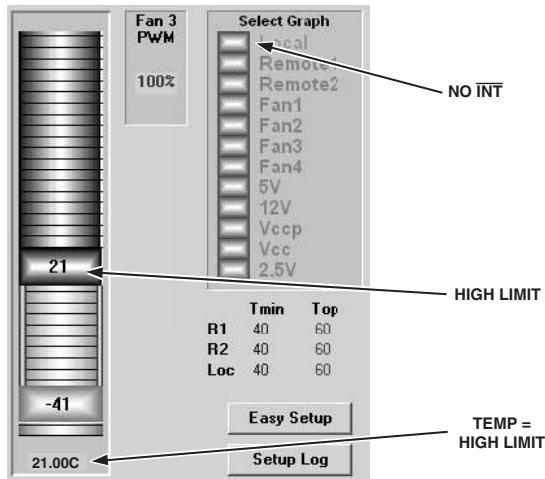 Fan 3
PWM
100%
Select Graph
Local
Remote1
Remote2
Fan1
Fan2
Fan3
Fan4
5V
12V
Vccp
Vcc
2.5V
NO INT
21
HIGH LIMIT
Tmin Top
R1 40 60
R2 40 60
Loc 40 60
-41
Easy Setup
Setup Log
21.00C
TEMP =
HIGH LIMIT